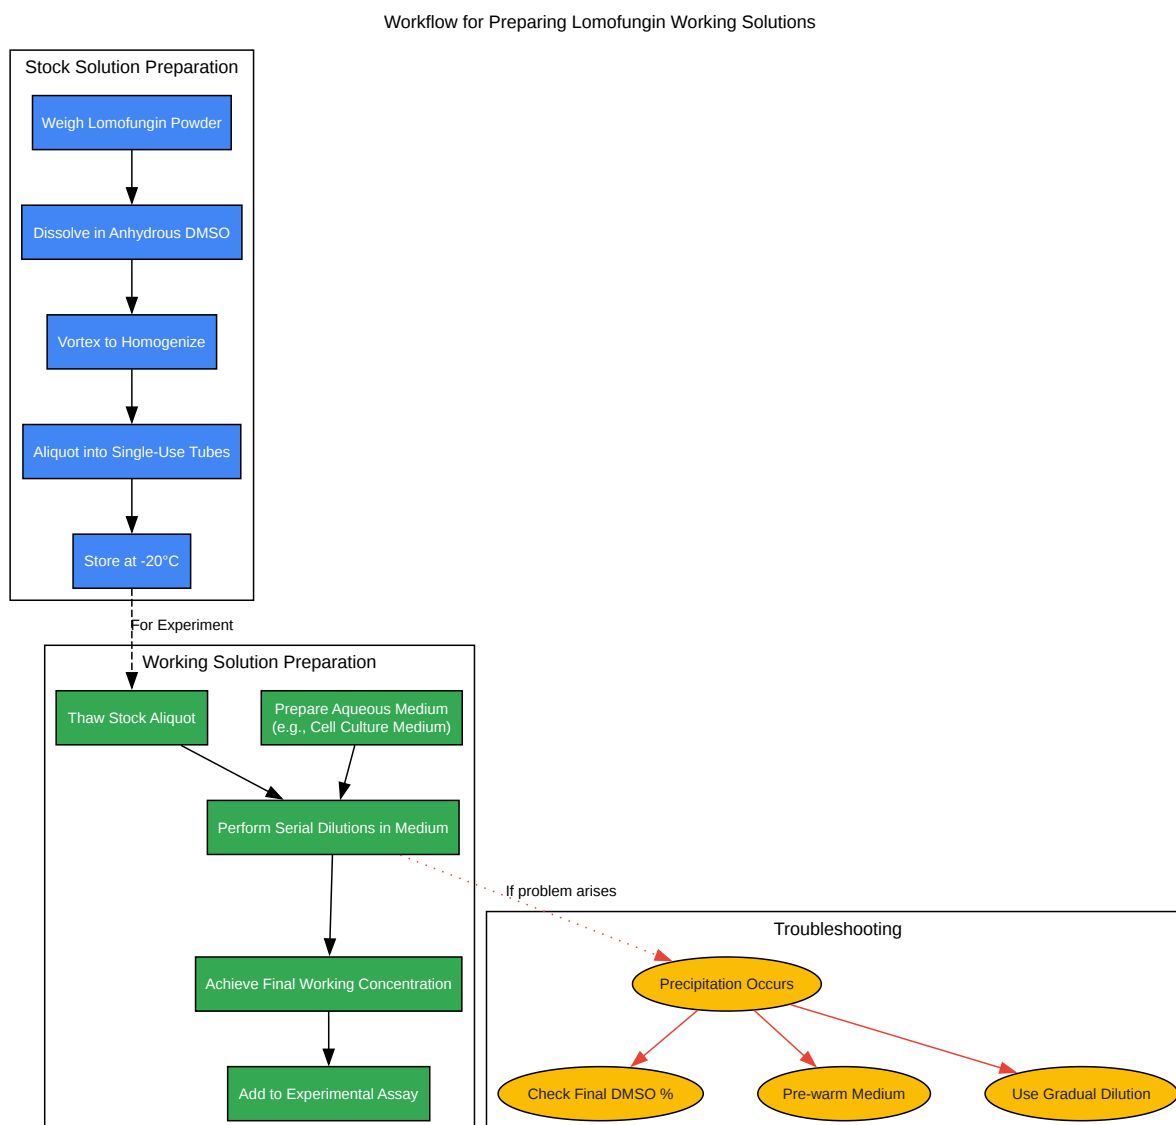 Workflow for Preparing Lomofungin Working Solutions
Stock Solution Preparation
Weigh Lomofungin Powder
Dissolve in Anhydrous DMSO
Vortex to Homogenize
Aliquot into Single-Use Tubes
Store at -20°C
For Experiment
Working Solution Preparation
Thaw Stock Aliquot
Prepare Aqueous Medium
(e.g., Cell Culture Medium)
Perform Serial Dilutions in Medium
If problem arises
Achieve Final Working Concentration
Add to Experimental Assay
Troubleshooting
Precipitation Occurs
Check Final DMSO %
Pre-warm Medium
Use Gradual Dilution